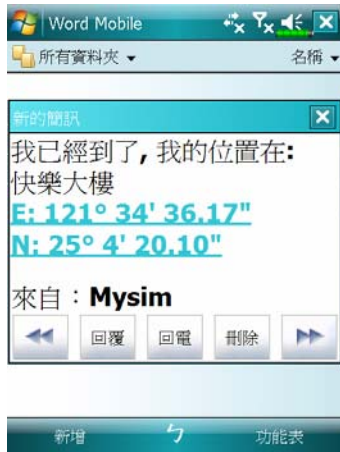 Word Mobile
所有資料夾 名稱
新的簡訊
我已經到了, 我的位置在:
快樂大樓
E: 121° 34' 36.17"
N: 25° 4' 20.10"
來自：Mysim
回覆 回電 刪除
新增 ㄅ 功能表